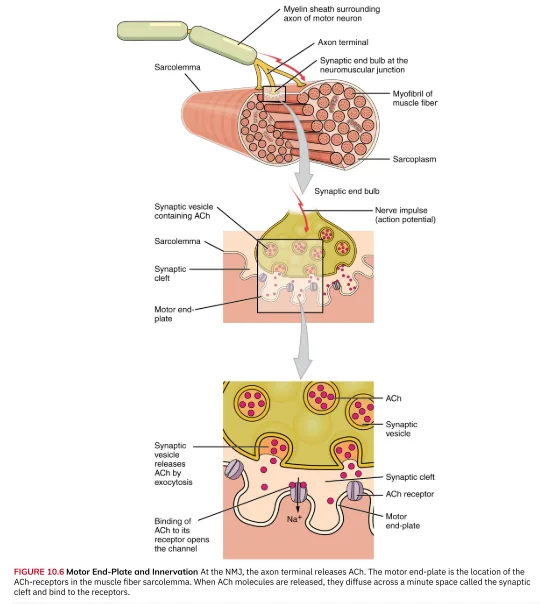 Myelin sheath surrounding
axon of motor neuron
Axon terminal
Synaptic end bulb at the
neuromuscular junction
Sarcolemma
Myofibril of
muscle fiber
Sarcoplasm
Synaptic end bulb
Synaptic vesicle
containing ACh
Nerve impulse
(action potential)
Sarcolemma
Synaptic
cleft
Motor end-
plate
ACh
Synaptic
vesicle
Synaptic
vesicle
releases
ACh by
exocytosis
Synaptic cleft
ACh receptor
Motor
end-plate
Na+
Binding of
ACh to its
receptor opens
the channel
FIGURE 10.6 Motor End-Plate and Innervation At the NMJ, the axon terminal releases ACh. The motor end-plate is the location of the
ACh-receptors in the muscle fiber sarcolemma. When ACh molecules are released, they diffuse across a minute space called the synaptic
cleft and bind to the receptors.